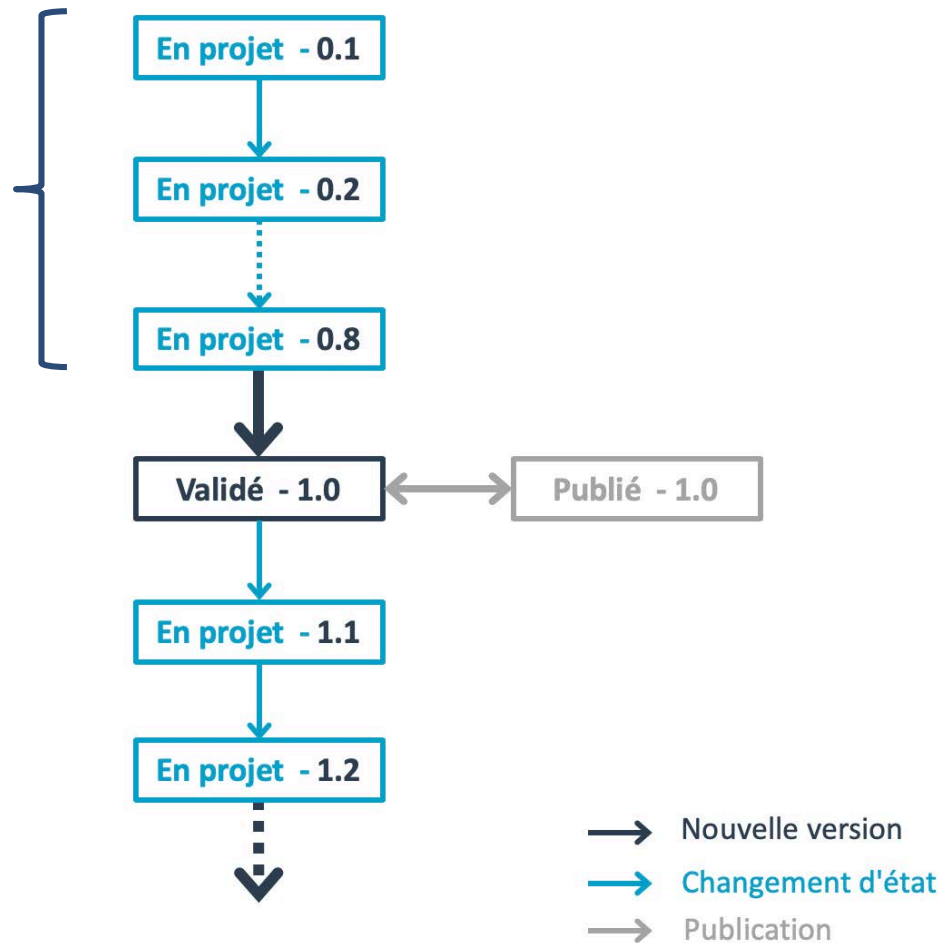 En projet - 0.1
En projet - 0.2
En projet - 0.8
Validé - 1.0
Publié - 1.0
En projet - 1.1
En projet - 1.2
Nouvelle version
Changement d'état
Publication